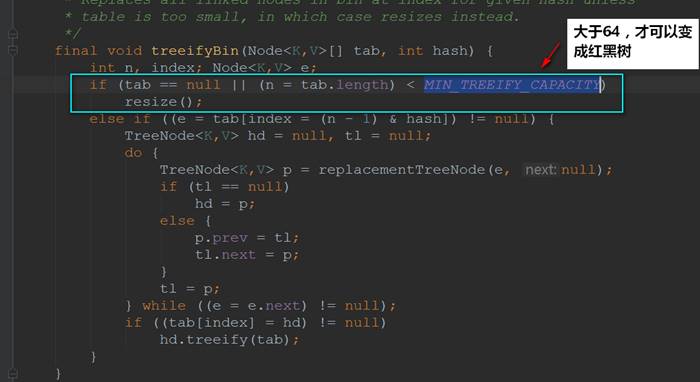 * Replaces all linked nodes in bin at index for given hash unless
* table is too small, in which case resizes instead.
*/
final void treeifyBin(Node<K,V>[] tab, int hash) {
int n, index; Node<K,V> e;
if (tab == null || (n = tab.length) < MIN_TREEIFY_CAPACITY)
resize();
else if ((e = tab[index = (n - 1) & hash]) != null) {
TreeNode<K,V> hd = null, tl = null;
do {
TreeNode<K,V> p = replacementTreeNode(e, next: null);
if (tl == null)
hd = p;
else {
p.prev = tl;
tl.next = p;
}
tl = p;
} while ((e = e.next) != null);
if ((tab[index] = hd) != null)
hd.treeify(tab);
}
}
大于64，才可以变
成红黑树